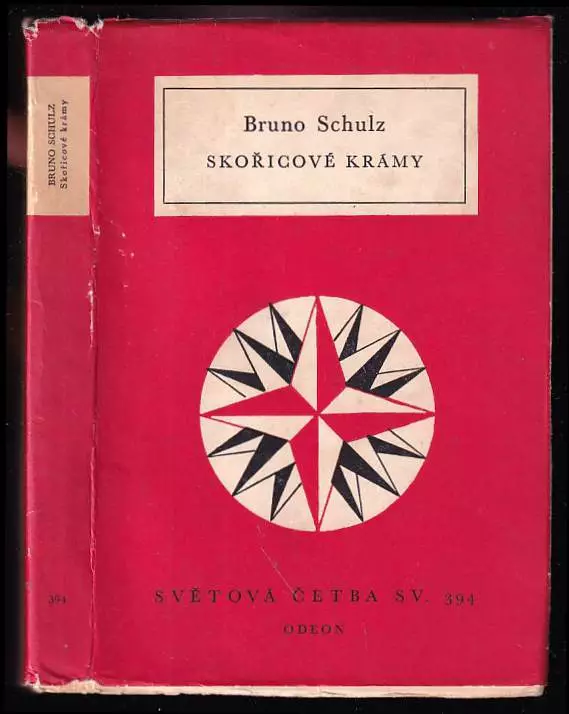 BRUNO SCHULZ
Skořicové krámy
394
Bruno Schulz
SKOŘICOVÉ KRÁMY
SVĚTOVÁ ČETBA SV. 394
ODEON